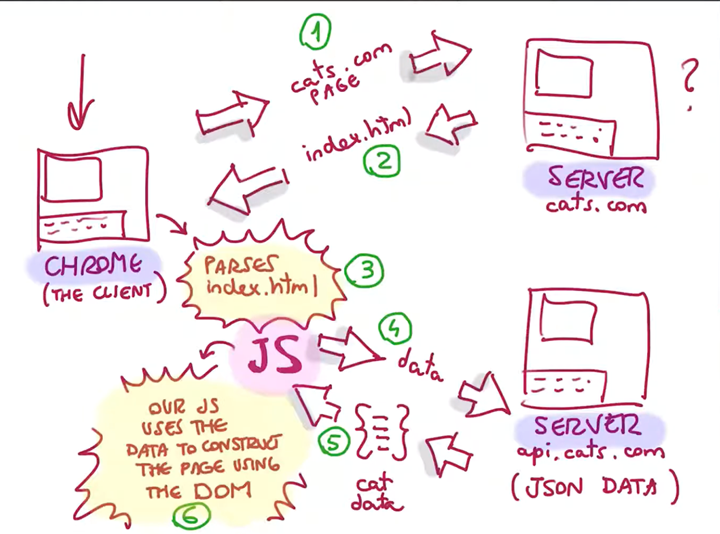 1
cats.com
PAGE
?
index.html
2
SERVER
cats.com
CHROME
(THE CLIENT)
PARSES
index.html
3
4
JS
data
OUR JS
USES THE
DATA TO CONSTRUCT
THE PAGE USING
THE DOM
6
5
{ }
cat
data
SERVER
api.cats.com
(JSON DATA)